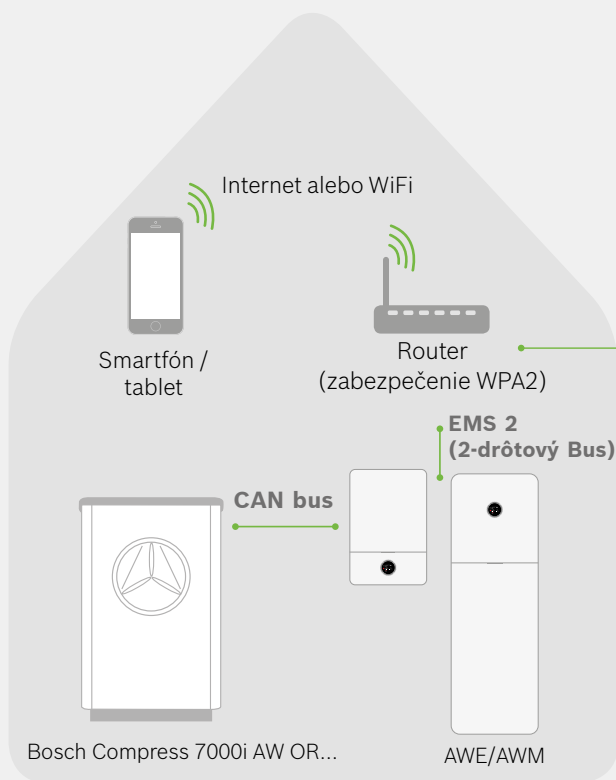 Internet alebo WiFi
Smartfón /
tablet
Router
(zabezpečenie WPA2)
EMS 2
(2-drôtový Bus)
CAN bus
Bosch Compress 7000i AW OR...
AWE/AWM